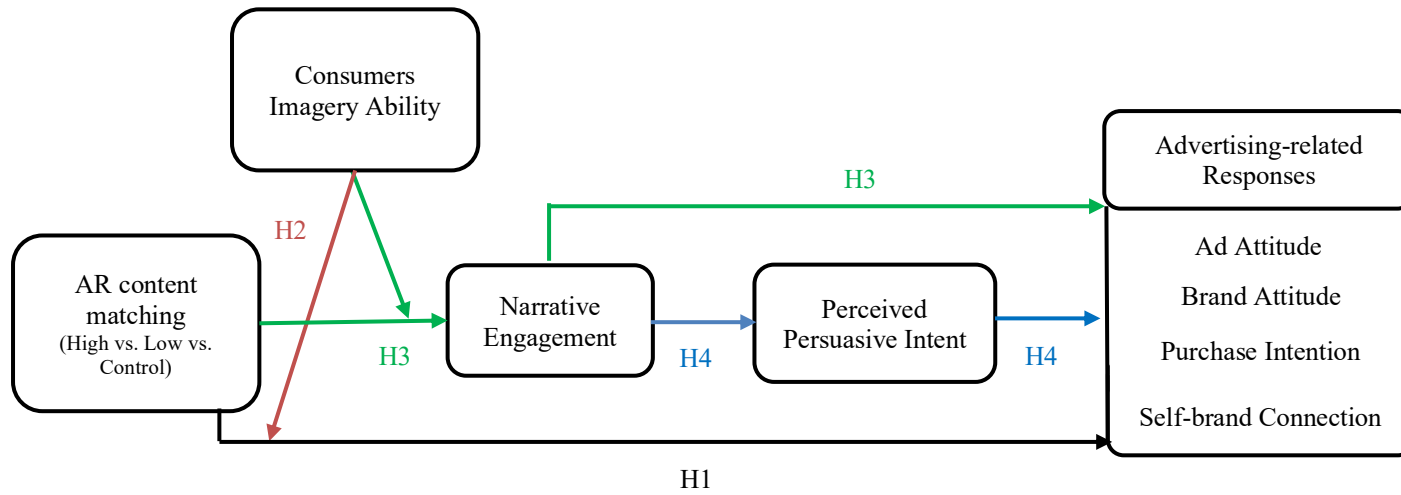 Consumers
Imagery Ability
Advertising-related
Responses
H3
H2
Ad Attitude
AR content
matching
(High vs. Low vs.
Control)
Narrative
Engagement
Perceived
Persuasive Intent
Brand Attitude
H3
H4
H4
Purchase Intention
Self-brand Connection
H1